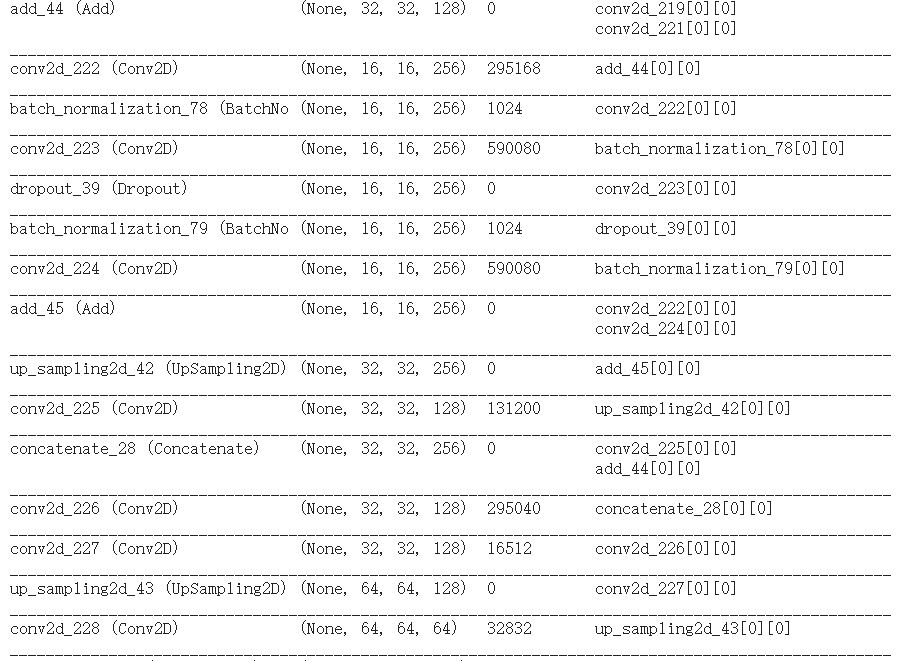 add_44 (Add) (None, 32, 32, 128) 0 conv2d_219[0][0]
conv2d_221[0][0]
conv2d_222 (Conv2D) (None, 16, 16, 256) 295168 add_44[0][0]
batch_normalization_78 (BatchNo (None, 16, 16, 256) 1024 conv2d_222[0][0]
conv2d_223 (Conv2D) (None, 16, 16, 256) 590080 batch_normalization_78[0][0]
dropout_39 (Dropout) (None, 16, 16, 256) 0 conv2d_223[0][0]
batch_normalization_79 (BatchNo (None, 16, 16, 256) 1024 dropout_39[0][0]
conv2d_224 (Conv2D) (None, 16, 16, 256) 590080 batch_normalization_79[0][0]
add_45 (Add) (None, 16, 16, 256) 0 conv2d_222[0][0]
conv2d_224[0][0]
up_sampling2d_42 (UpSampling2D) (None, 32, 32, 256) 0 add_45[0][0]
conv2d_225 (Conv2D) (None, 32, 32, 128) 131200 up_sampling2d_42[0][0]
concatenate_28 (Concatenate) (None, 32, 32, 256) 0 conv2d_225[0][0]
add_44[0][0]
conv2d_226 (Conv2D) (None, 32, 32, 128) 295040 concatenate_28[0][0]
conv2d_227 (Conv2D) (None, 32, 32, 128) 16512 conv2d_226[0][0]
up_sampling2d_43 (UpSampling2D) (None, 64, 64, 128) 0 conv2d_227[0][0]
conv2d_228 (Conv2D) (None, 64, 64, 64) 32832 up_sampling2d_43[0][0]